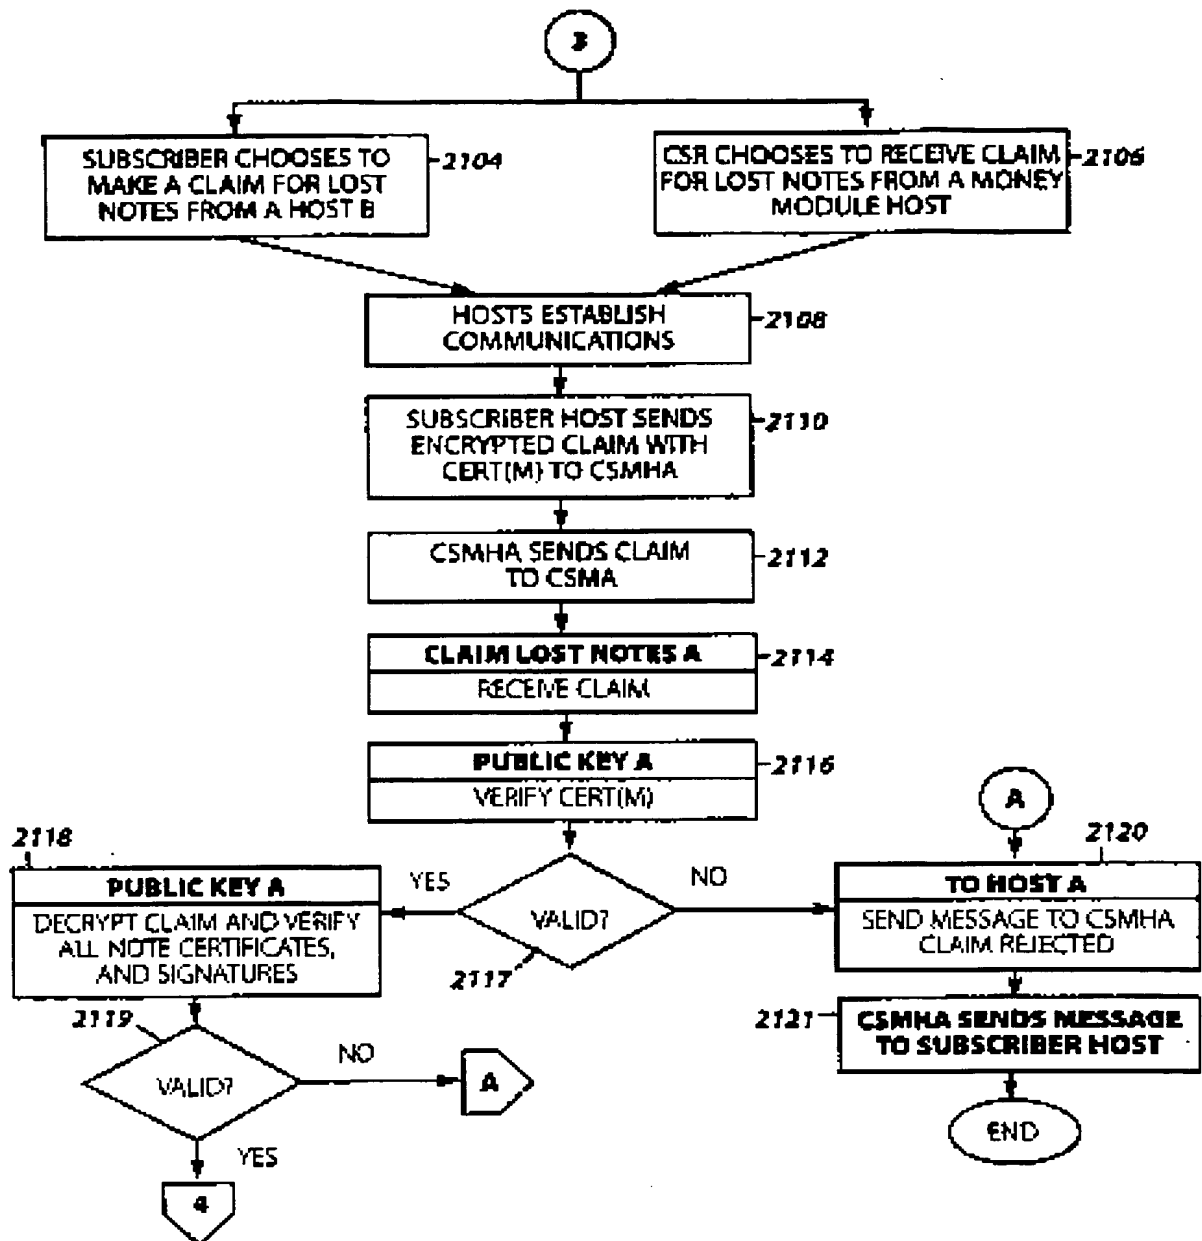 3
SUBSCRIBER CHOOSES TO
MAKE A CLAIM FOR LOST
NOTES FROM A HOST B
2104
CSR CHOOSES TO RECEIVE CLAIM
FOR LOST NOTES FROM A MONEY
MODULE HOST
2106
HOSTS ESTABLISH
COMMUNICATIONS
2108
SUBSCRIBER HOST SENDS
ENCRYPTED CLAIM WITH
CERT(M) TO CSMHA
2110
CSMHA SENDS CLAIM
TO CSMA
2112
CLAIM LOST NOTES A
2114
RECEIVE CLAIM
PUBLIC KEY A
2116
VERIFY CERT(M)
A
2118
2120
PUBLIC KEY A
DECRYPT CLAIM AND VERIFY
ALL NOTE CERTIFICATES,
AND SIGNATURES
YES
VALID?
NO
2117
TO HOST A
SEND MESSAGE TO CSMHA
CLAIM REJECTED
2121
CSMHA SENDS MESSAGE
TO SUBSCRIBER HOST
2119
VALID?
NO
A
END
YES
4